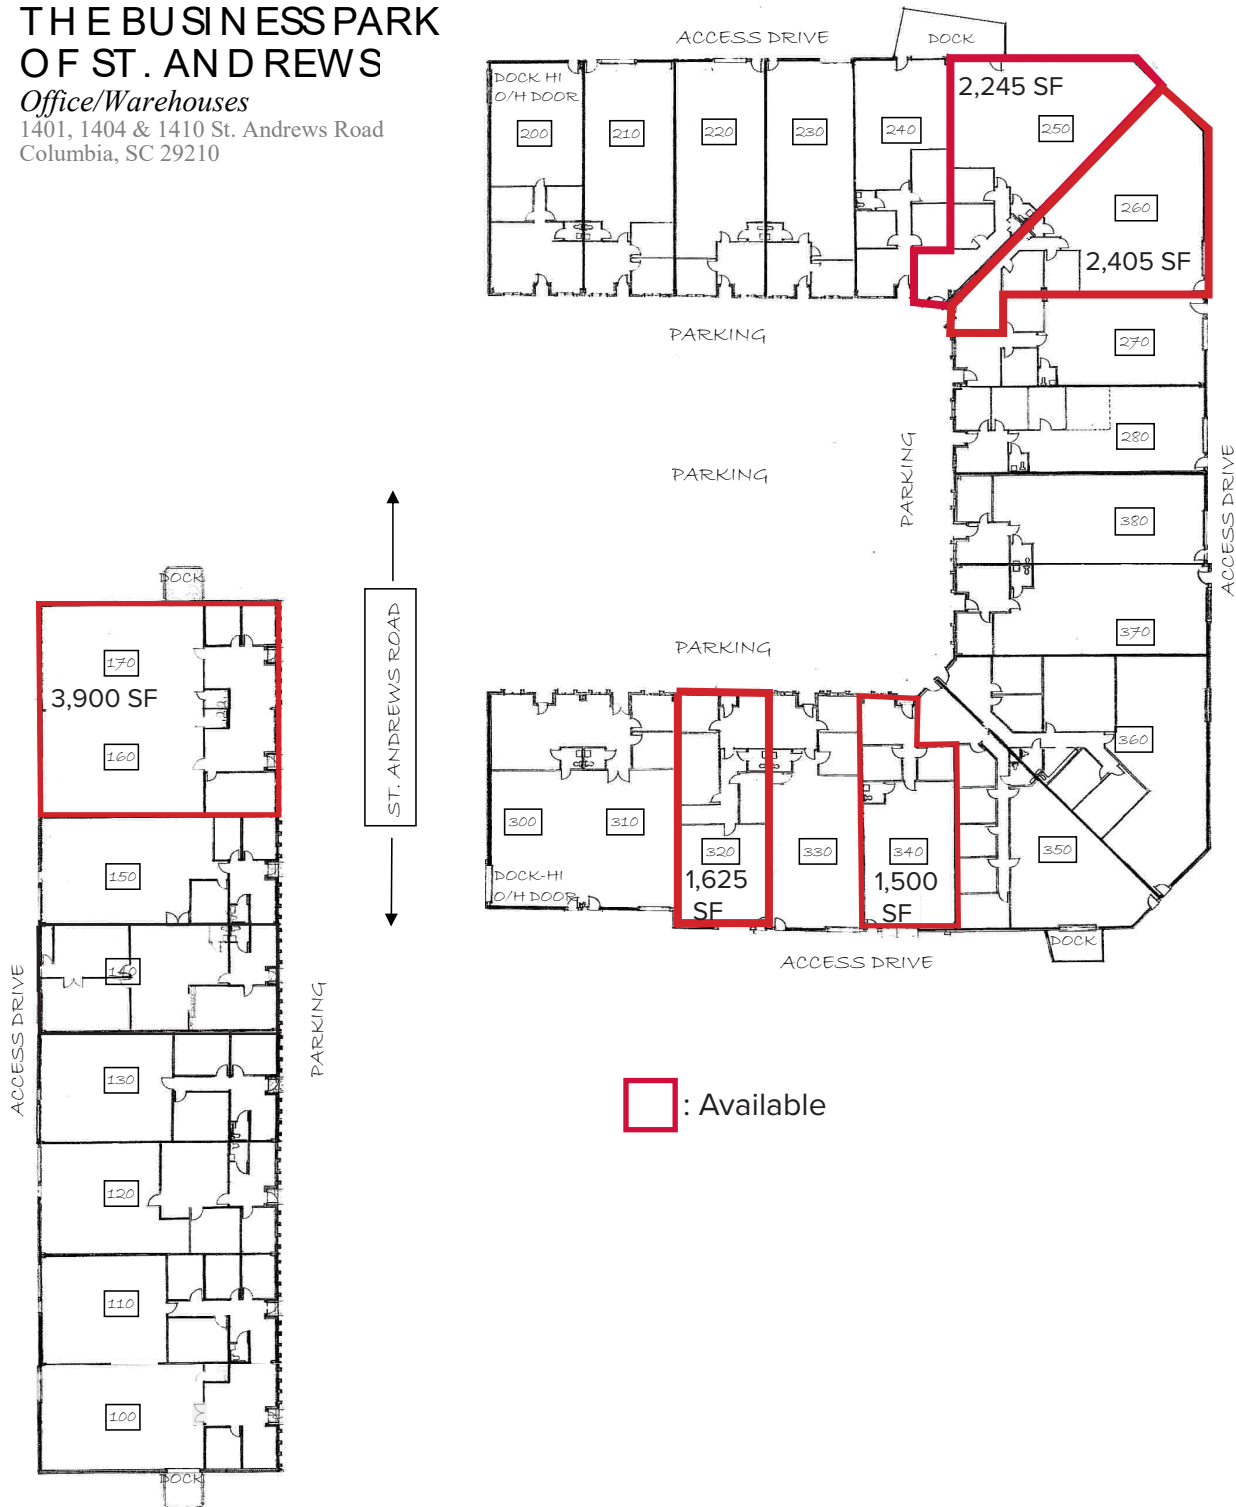 THE BUSINESS PARK
OF ST. ANDREWS
Office/Warehouses
1401, 1404 & 1410 St. Andrews Road
Columbia, SC 29210
ACCESS DRIVE
DOCK
DOCK HI
O/H DOOR
200
210
220
230
240
2,245 SF
250
260
2,405 SF
PARKING
270
280
PARKING
PARKING
380
ACCESS DRIVE
370
PARKING
360
300
310
320
1,625
SF
330
340
1,500
SF
350
DOCK-HI
O/H DOOR
DOCK
ACCESS DRIVE
ST. ANDREWS ROAD
DOCK
170
3,900 SF
160
150
140
130
120
110
100
DOCK
ACCESS DRIVE
PARKING
: Available